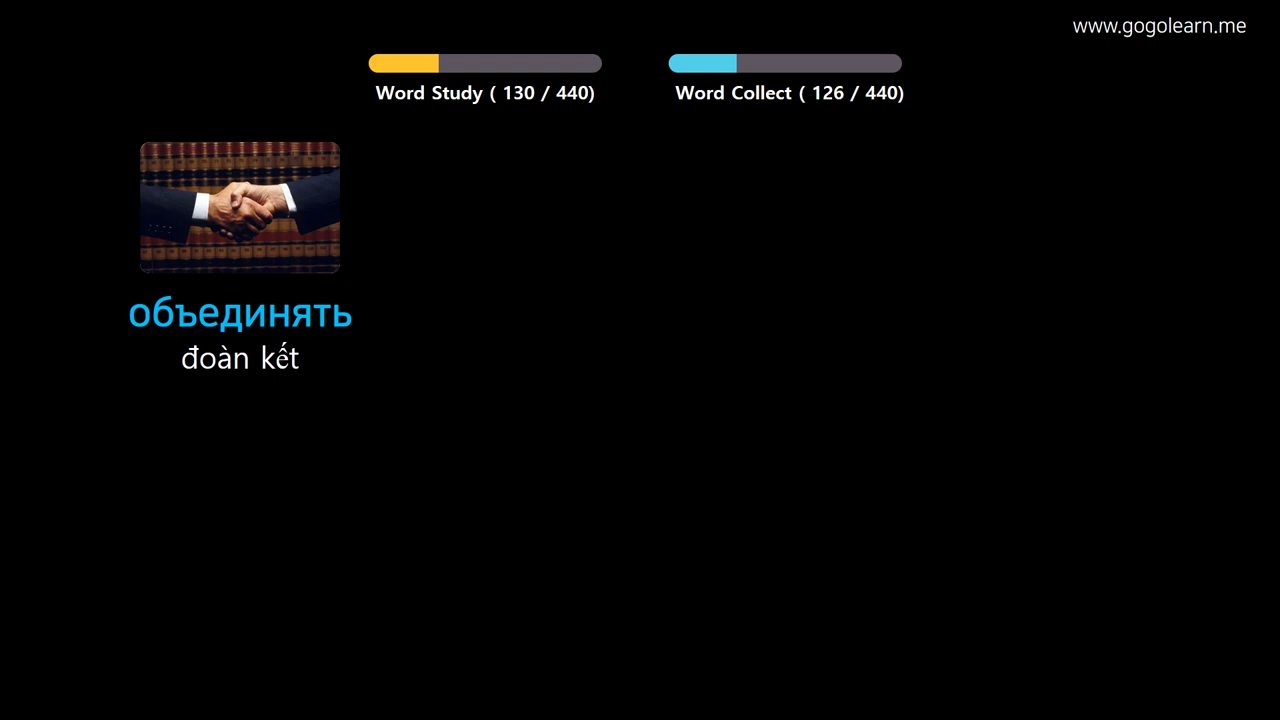 www.gogolearn.me
Word Study ( 130 / 440)
Word Collect ( 126 / 440)
объединять
đoàn kết